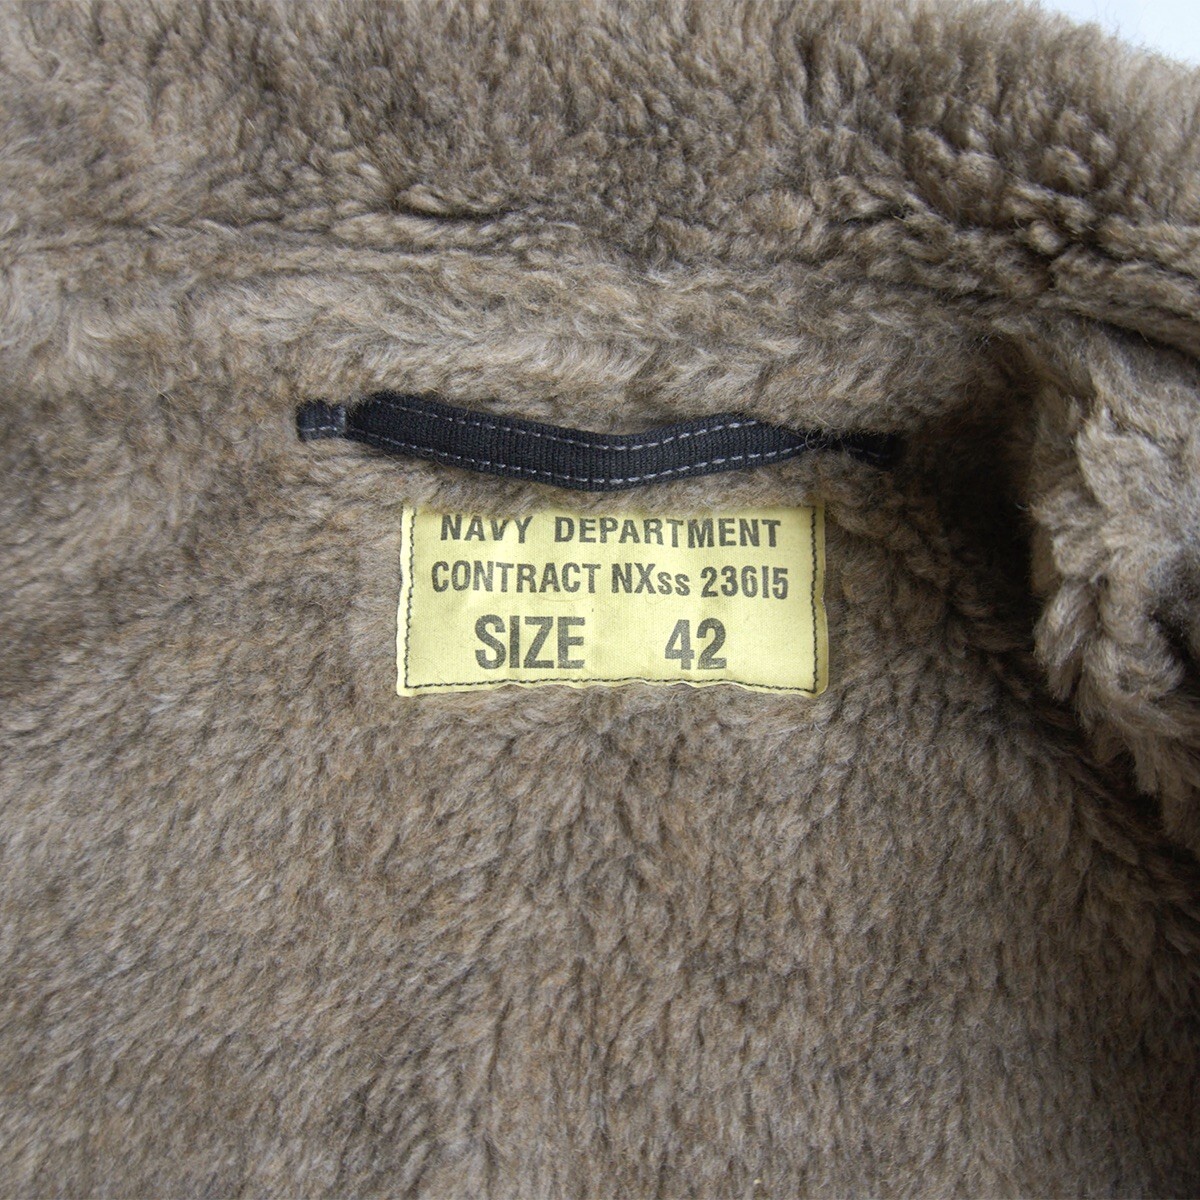 NAVY DEPARTMENT
CONTRACT NXss 23615
SIZE 42